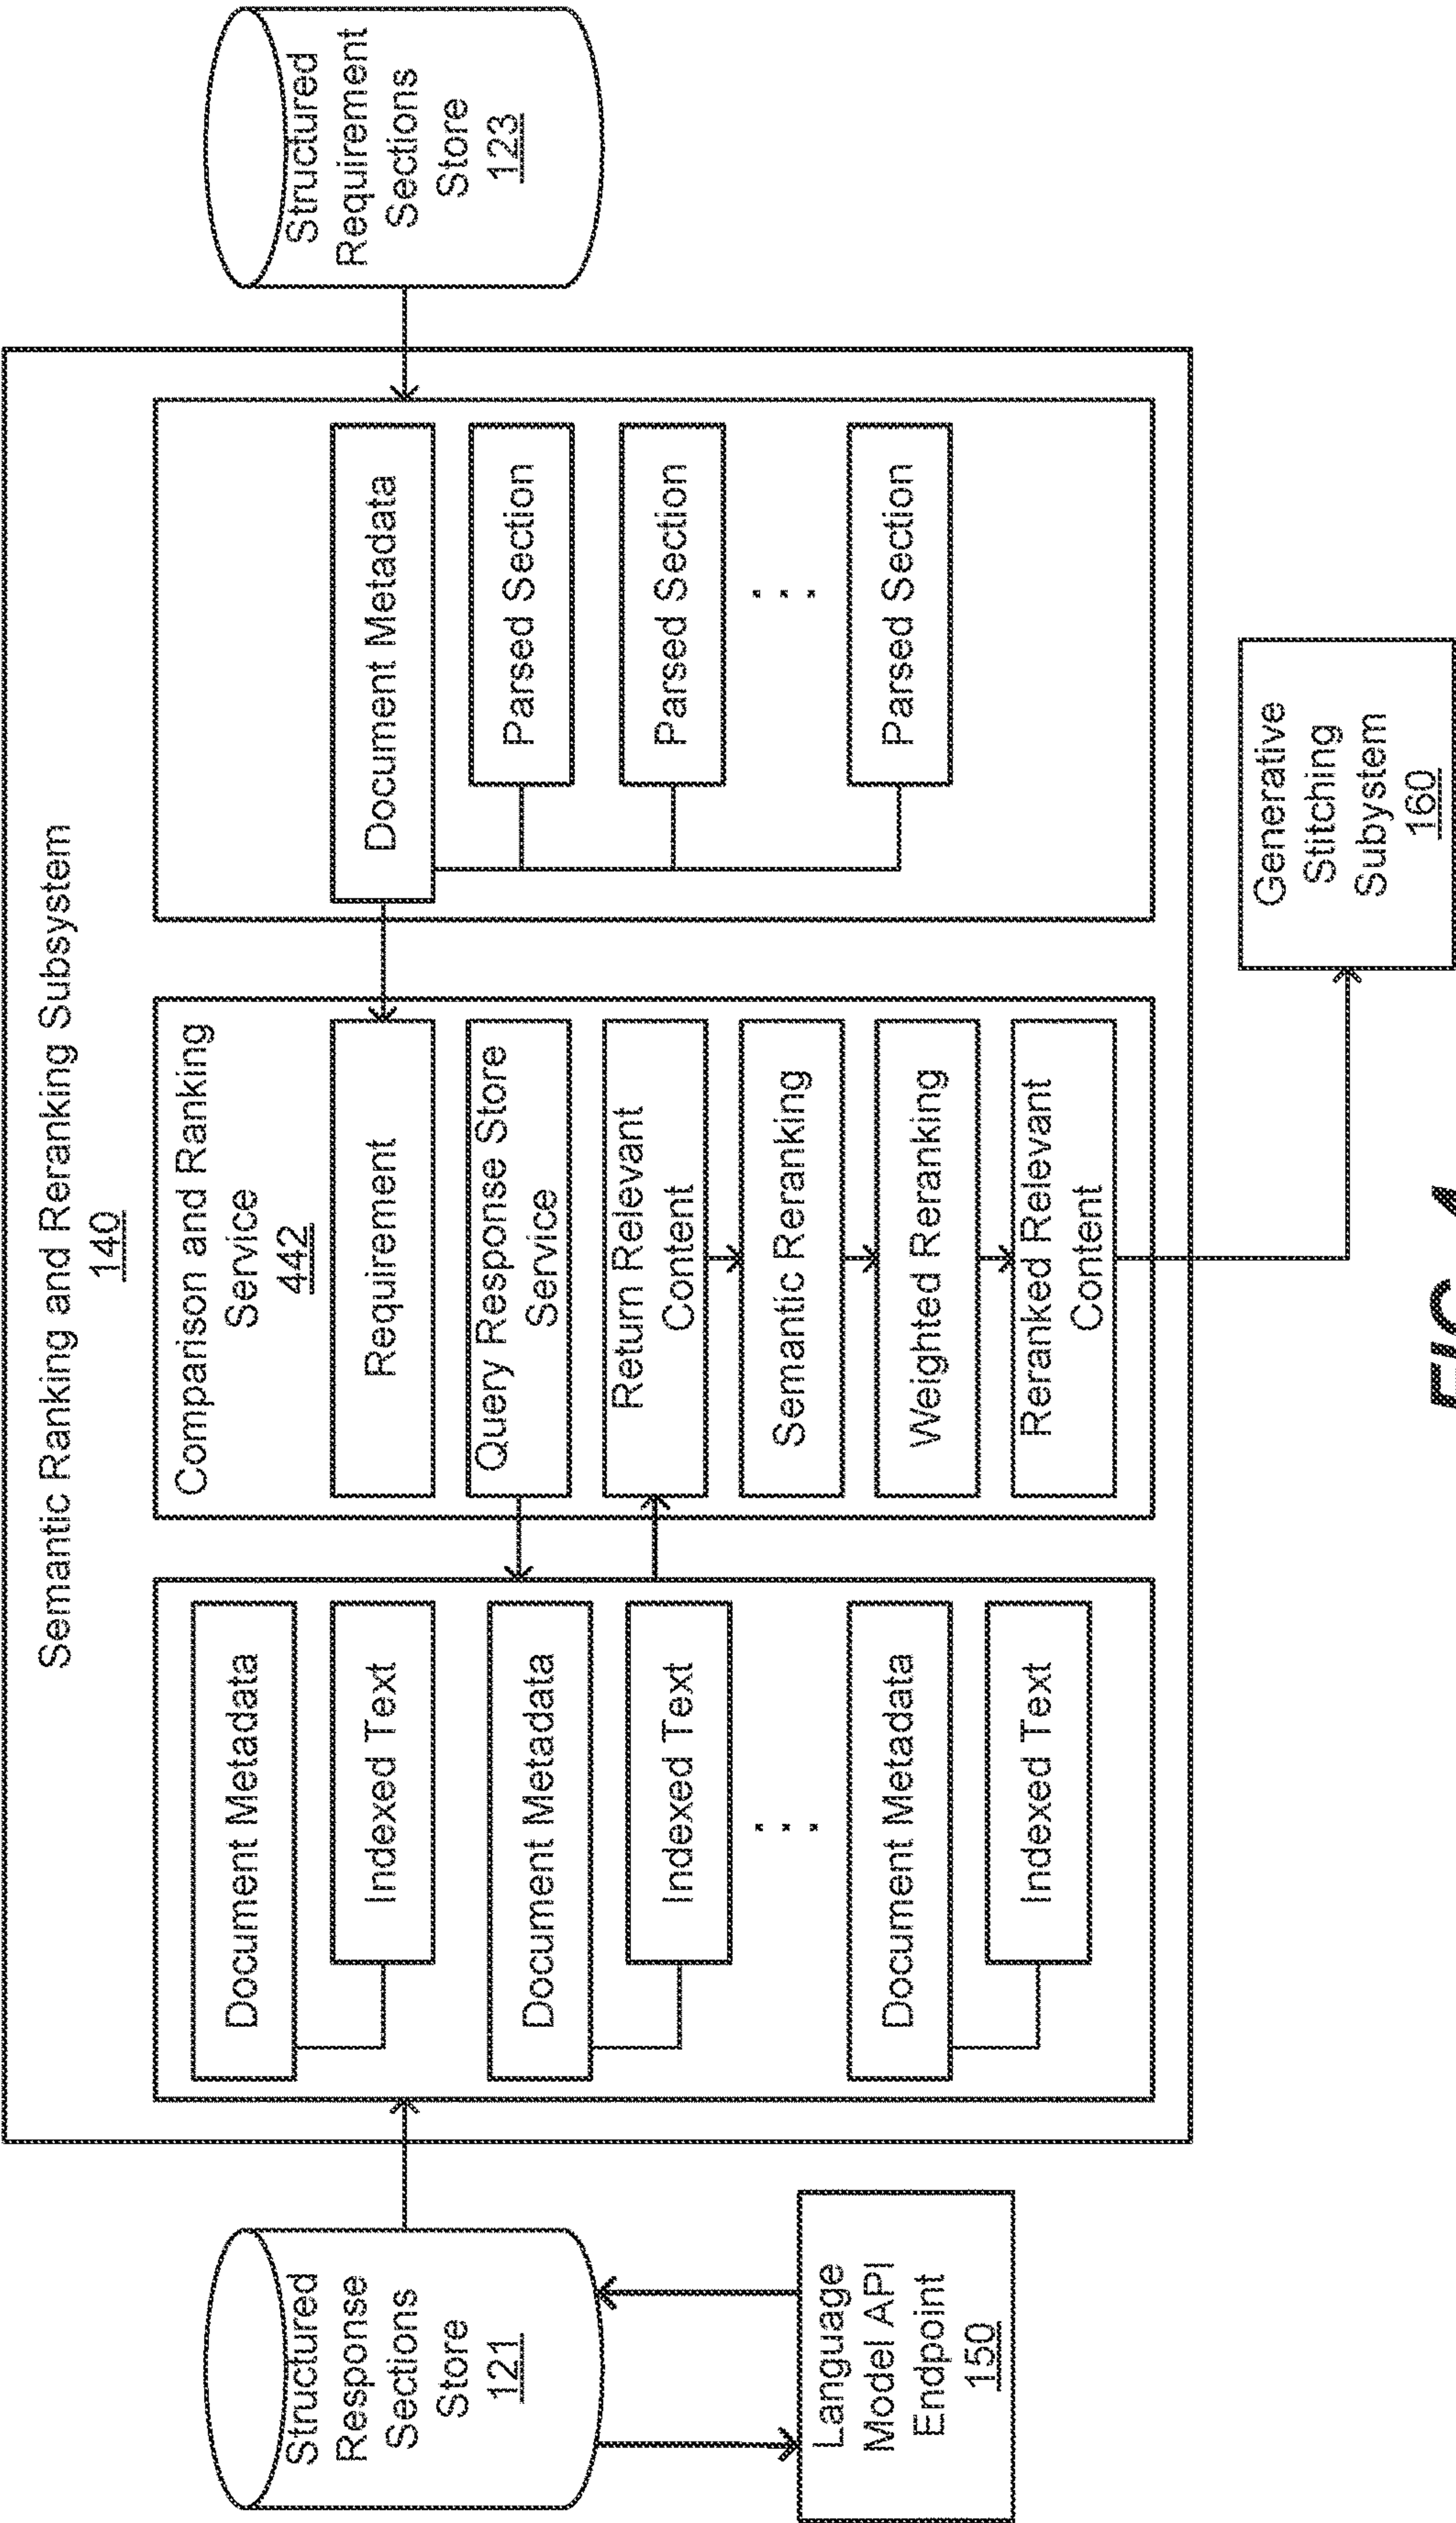 Semantic Ranking and Reranking Subsystem
140
Structured
Response
Sections
Store
121
Language
Model API
Endpoint
150
Document Metadata
Indexed Text
Document Metadata
Indexed Text
...
Document Metadata
Indexed Text
Comparison and Ranking
Service
442
Requirement
Query Response Store
Service
Return Relevant
Content
Semantic Reranking
Weighted Reranking
Reranked Relevant
Content
Document Metadata
Parsed Section
Parsed Section
...
Parsed Section
Structured
Requirement
Sections
Store
123
Generative
Stitching
Subystem
160